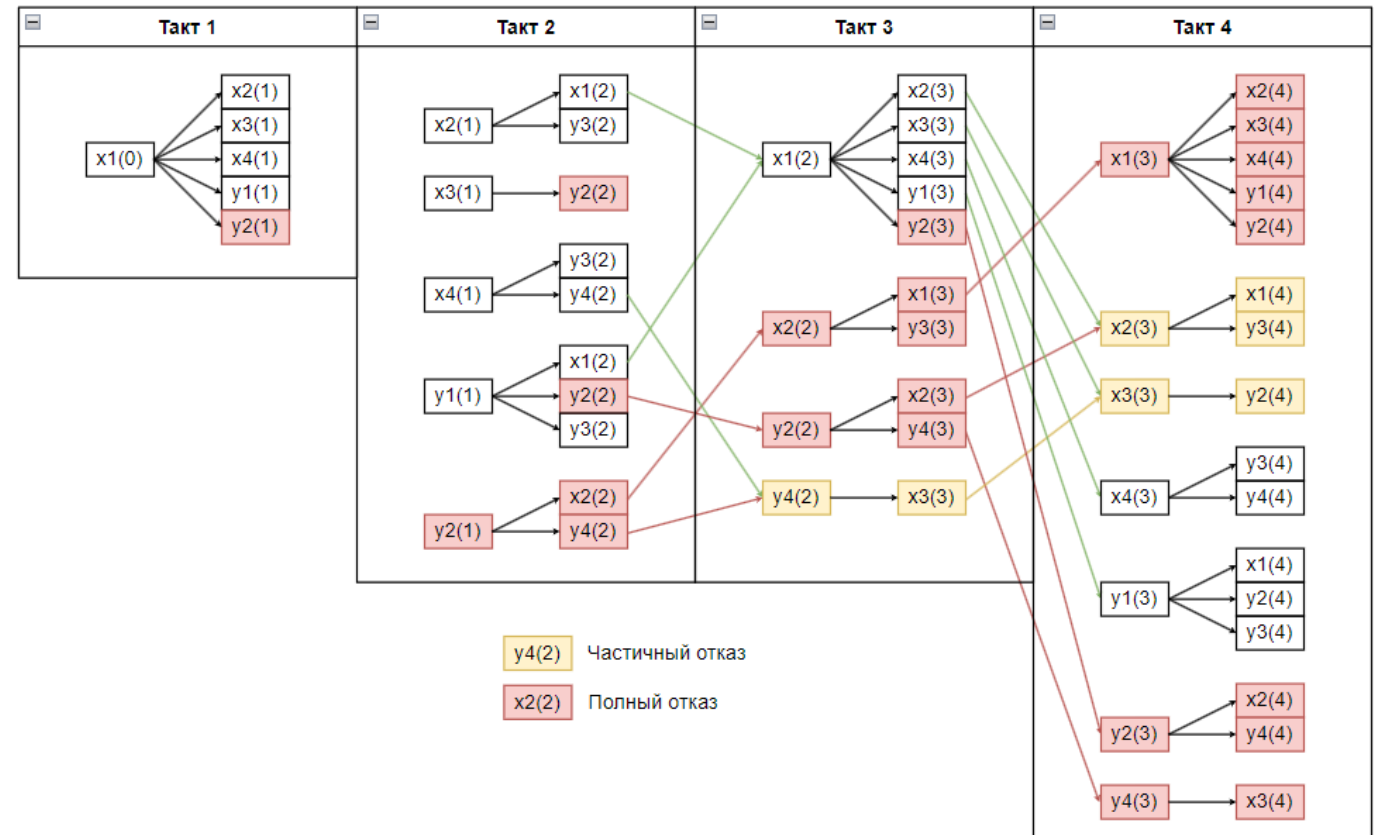 Такт 1
Такт 2
Такт 3
Такт 4
x1(0)
x2(1)
x3(1)
x4(1)
y1(1)
y2(1)
x2(1)
x1(2)
y3(2)
x3(1)
y2(2)
x4(1)
y3(2)
y4(2)
y1(1)
x1(2)
y2(2)
y3(2)
y2(1)
x2(2)
y4(2)
x1(2)
x2(3)
x3(3)
x4(3)
y1(3)
y2(3)
x2(2)
x1(3)
y3(3)
y2(2)
x2(3)
y4(3)
y4(2)
x3(3)
x1(3)
x2(4)
x3(4)
x4(4)
y1(4)
y2(4)
x2(3)
x1(4)
y3(4)
x3(3)
y2(4)
x4(3)
y3(4)
y4(4)
y1(3)
x1(4)
y2(4)
y3(4)
y2(3)
x2(4)
y4(4)
y4(3)
x3(4)
y4(2) Частичный отказ
x2(2) Полный отказ